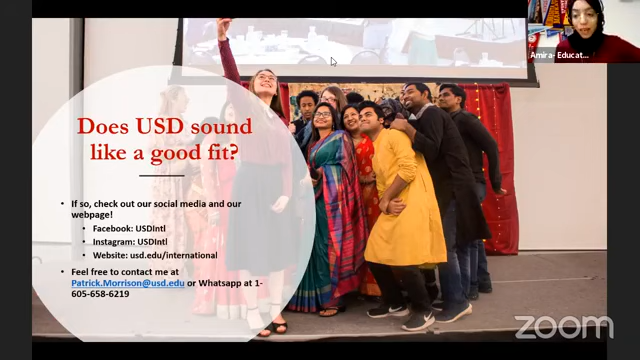 Does USD sound
like a good fit?
• If so, check out our social media and our
webpage!
• Facebook: USDIntl
• Instagram: USDIntl
• Website: usd.edu/international
• Feel free to contact me at
Patrick.Morrison@usd.edu or Whatsapp at 1-
605-658-6219
Amira- Educat...
zoom